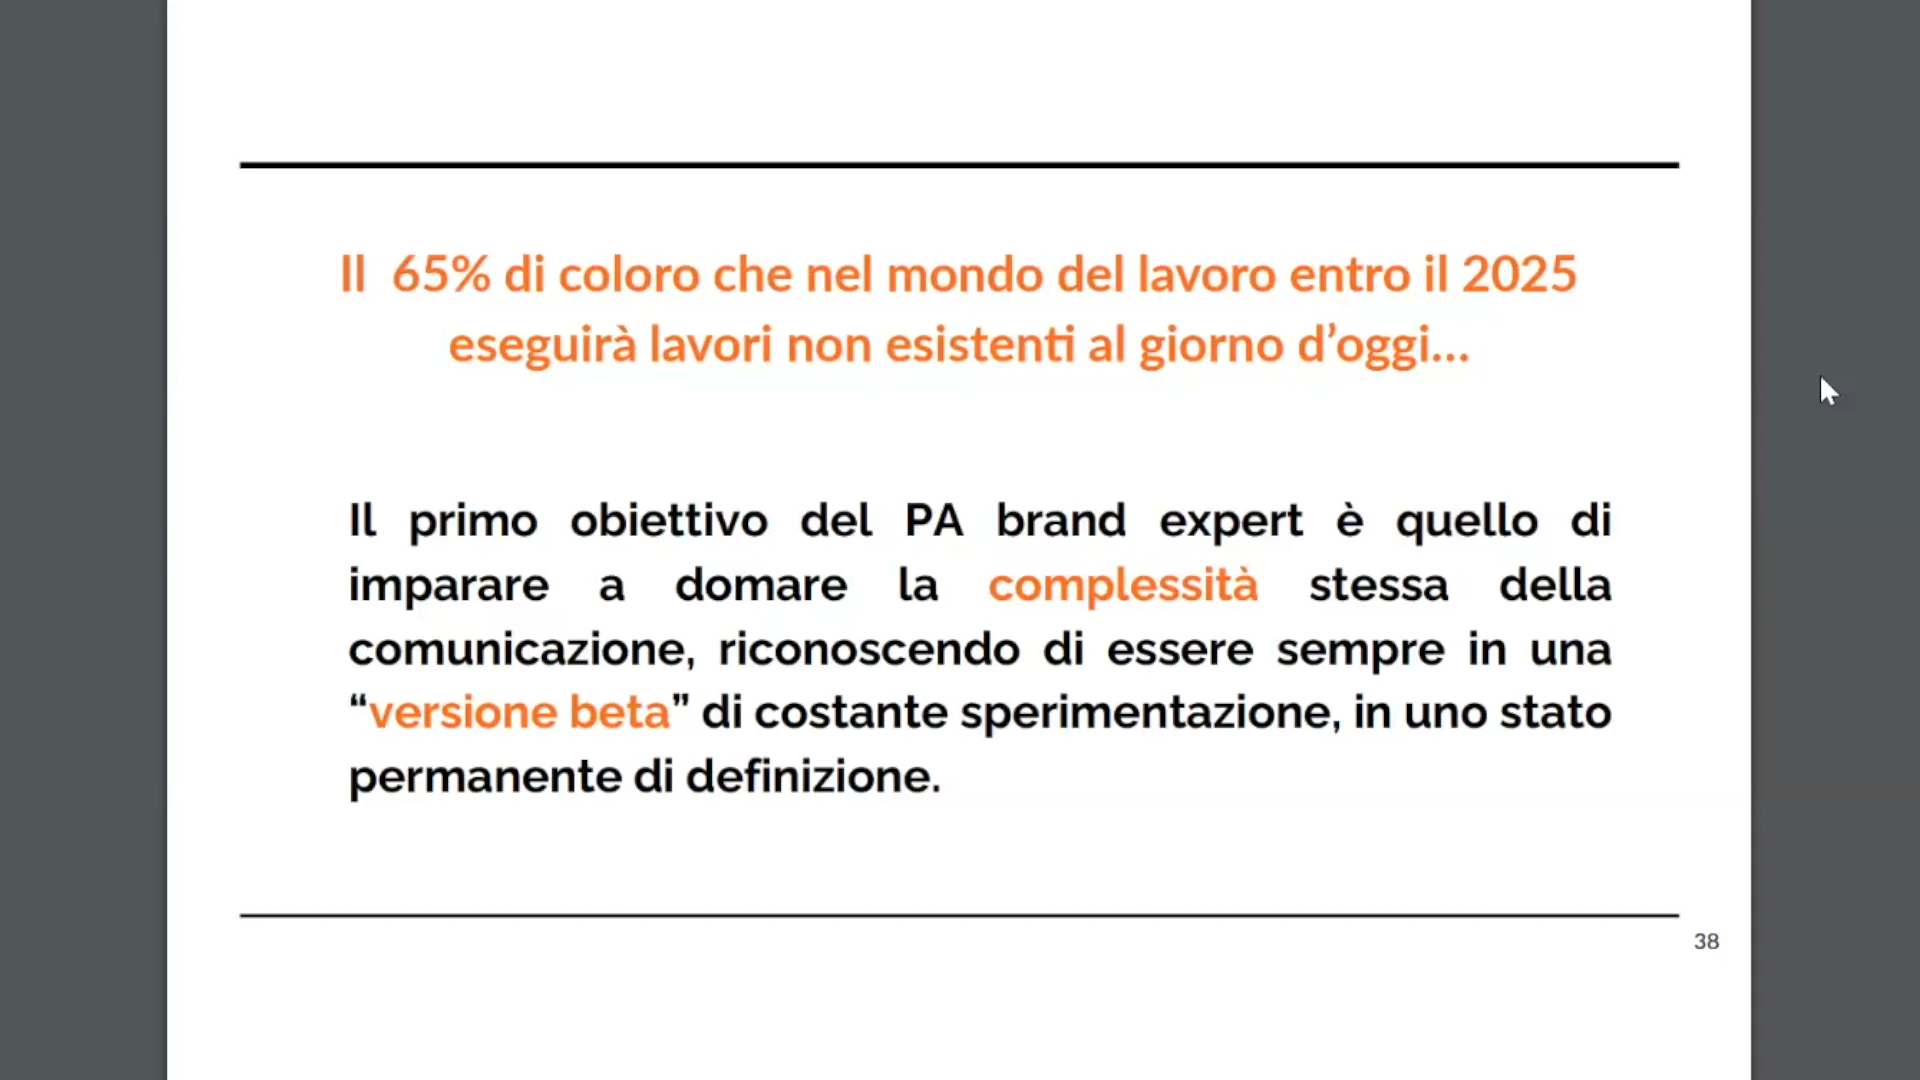 Il  65% di coloro che nel mondo del lavoro entro il 2025
eseguirà lavori non esistenti al giorno d’oggi...
Il primo obiettivo del PA brand expert è quello di
imparare a domare la complessità stessa della
comunicazione, riconoscendo di essere sempre in una
“versione beta” di costante sperimentazione, in uno stato
permanente di definizione.
38